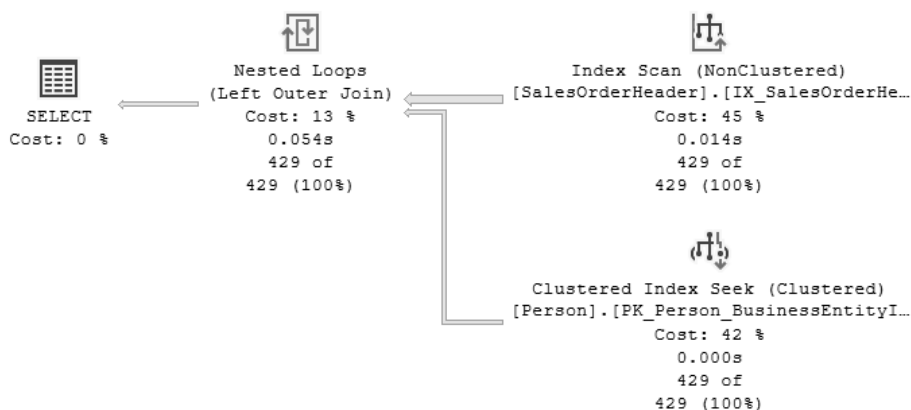 Nested Loops
(Left Outer Join)
Cost: 13 %
0.054s
429 of
429 (100%)
Index Scan (NonClustered)
[SalesOrderHeader].[IX_SalesOrderHe…
Cost: 45 %
0.014s
429 of
429 (100%)
SELECT
Cost: 0 %
Clustered Index Seek (Clustered)
[Person].[PK_Person_BusinessEntityI…
Cost: 42 %
0.000s
429 of
429 (100%)